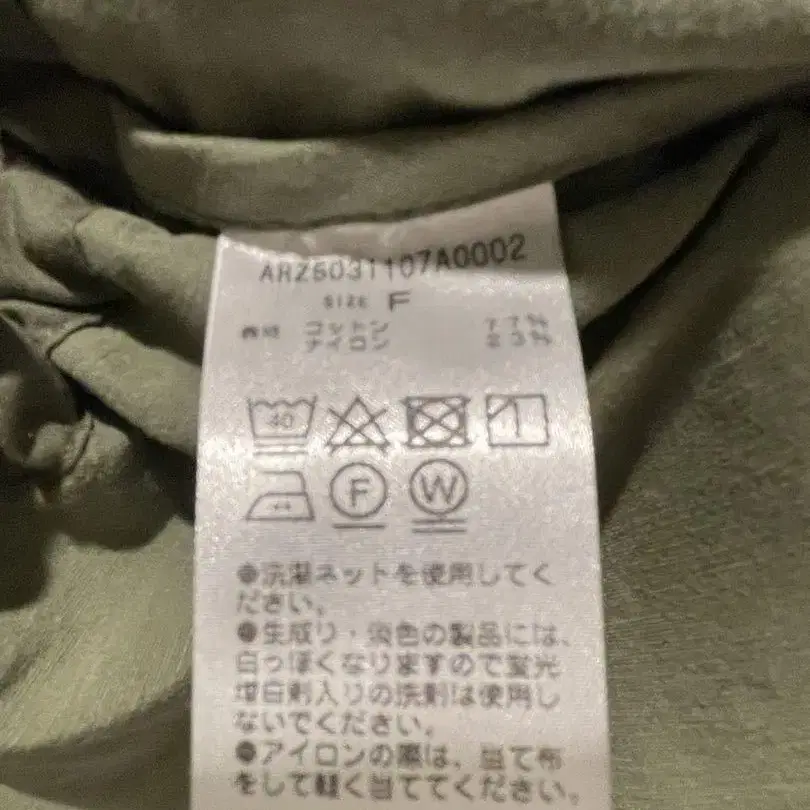 ARZ5031107A0002
SIZE F
表地 コットン 77%
ナイロン 23%
40
F W
●洗濯ネットを使用してく
ださい。
●生成り・淡色の製品には、
白っぽくなりますので蛍光
増白剤入りの洗剤は使用し
ないでください。
●アイロンの際は、当て布
をして軽く当ててください。